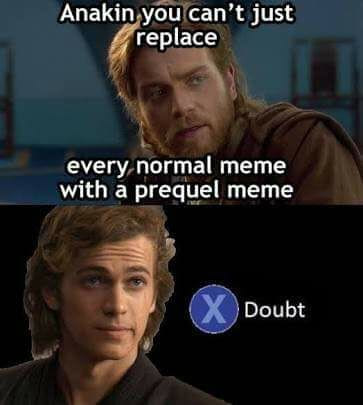 Anakin you can't just
replace
every normal meme
with a prequel meme
X Doubt